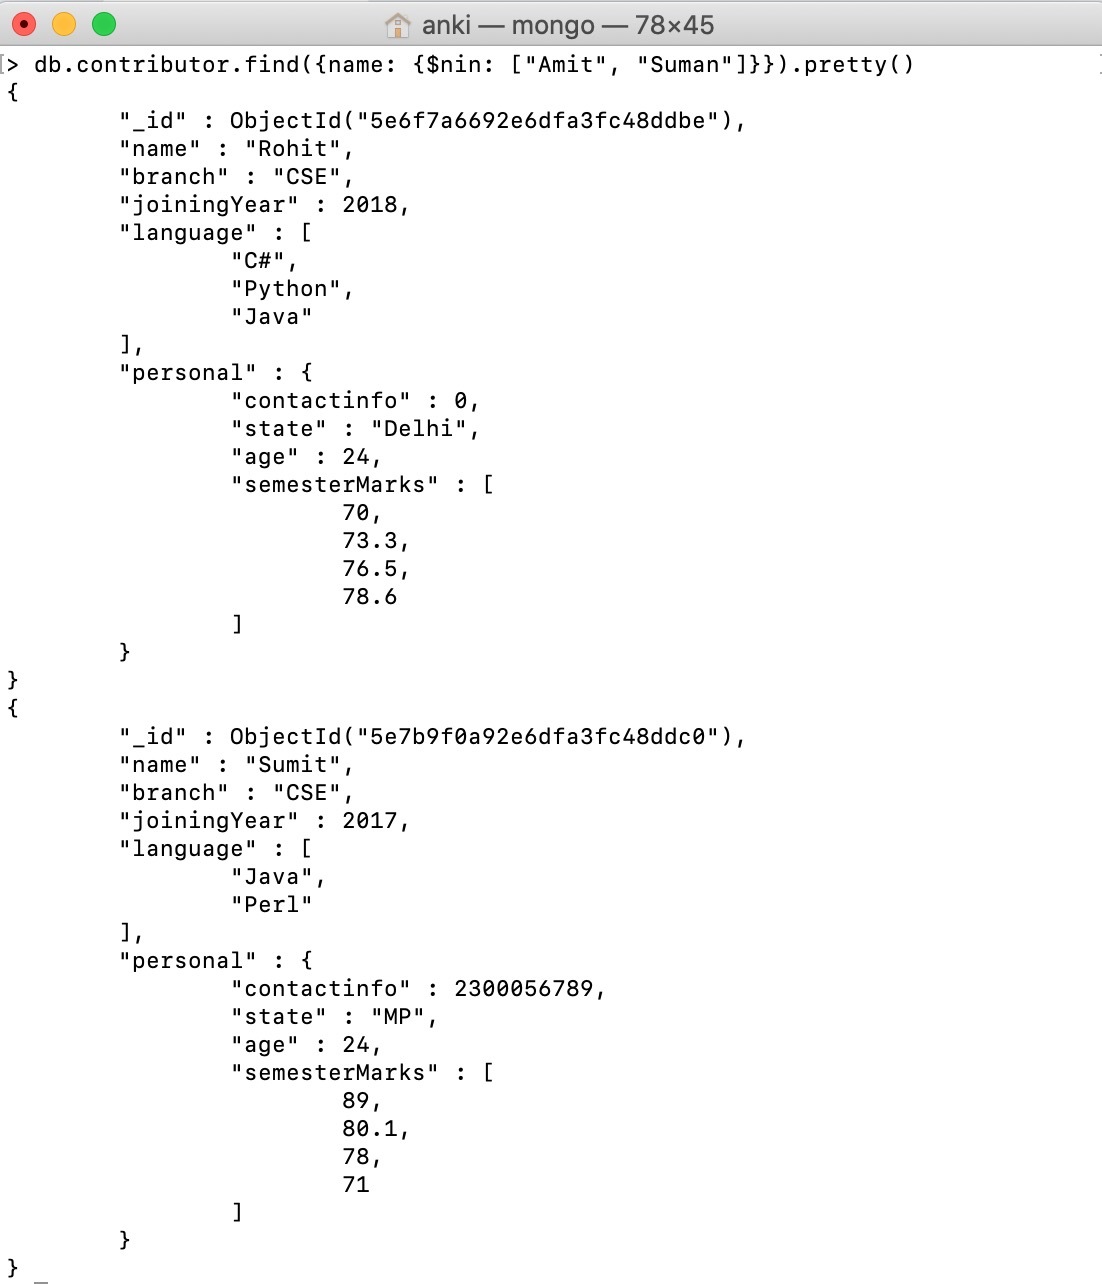 anki — mongo — 78×45
> db.contributor.find({name: {$nin: ["Amit", "Suman"]}}).pretty()
{
        "_id" : ObjectId("5e6f7a6692e6dfa3fc48ddbe"),
        "name" : "Rohit",
        "branch" : "CSE",
        "joiningYear" : 2018,
        "language" : [
                "C#",
                "Python",
                "Java"
        ],
        "personal" : {
                "contactinfo" : 0,
                "state" : "Delhi",
                "age" : 24,
                "semesterMarks" : [
                        70,
                        73.3,
                        76.5,
                        78.6
                ]
        }
}
{
        "_id" : ObjectId("5e7b9f0a92e6dfa3fc48ddc0"),
        "name" : "Sumit",
        "branch" : "CSE",
        "joiningYear" : 2017,
        "language" : [
                "Java",
                "Perl"
        ],
        "personal" : {
                "contactinfo" : 2300056789,
                "state" : "MP",
                "age" : 24,
                "semesterMarks" : [
                        89,
                        80.1,
                        78,
                        71
                ]
        }
}